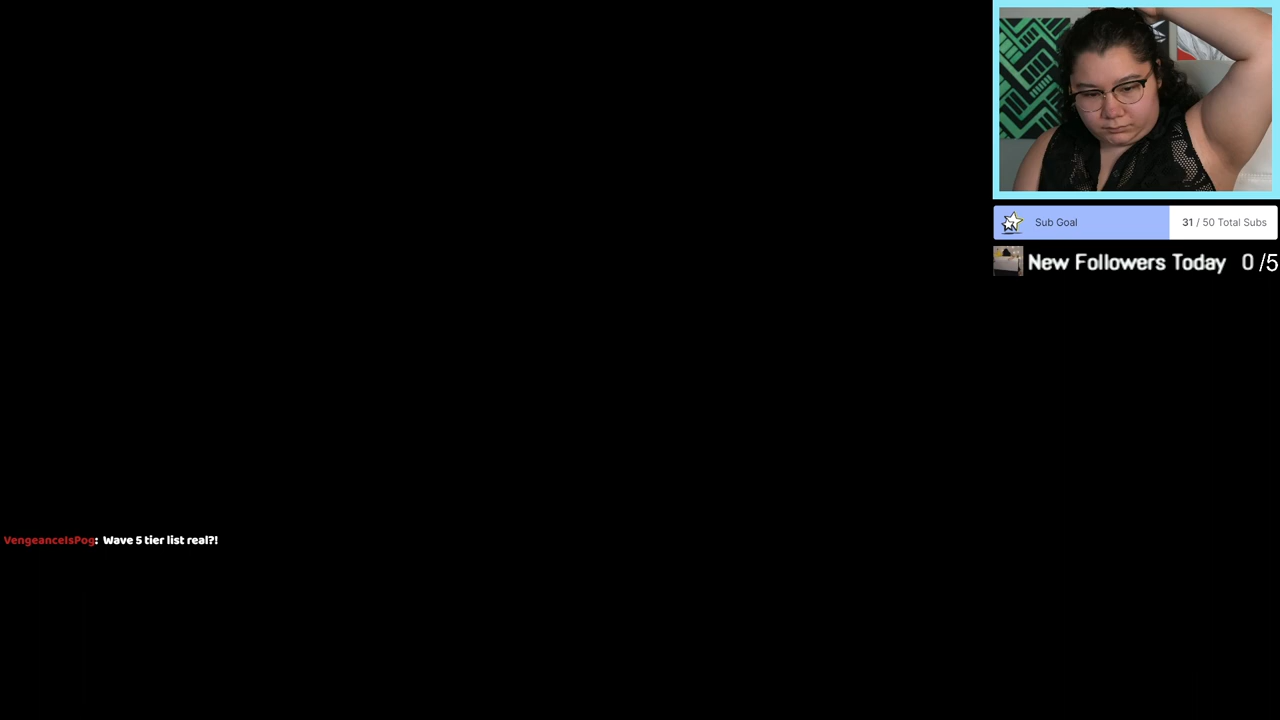 Sub Goal 31 / 50 Total Subs
New Followers Today 0 /5
VengeanceIsPog: Wave 5 tier list real?!